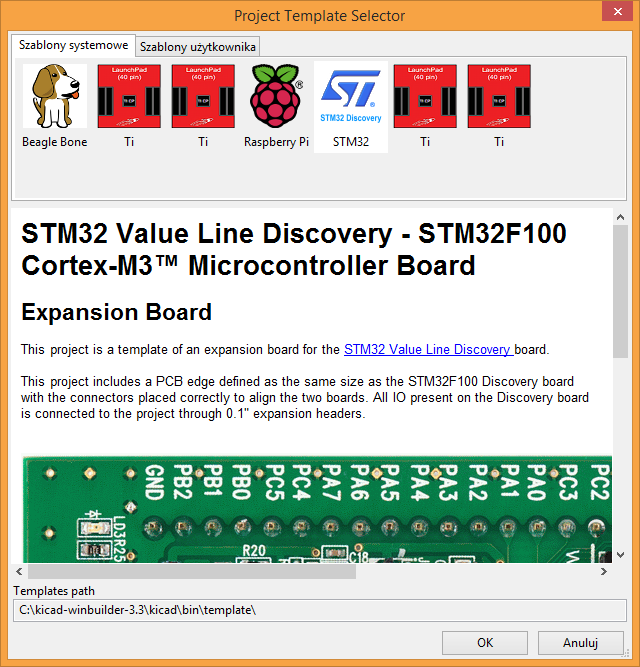 Project Template Selector
Szablony systemowe Szablony użytkownika
LaunchPad LaunchPad LaunchPad LaunchPad
(40 pin) (40 pin) (40 pin) (40 pin)
STM32 Discovery
Beagle Bone Ti Ti Raspberry Pi STM32 Ti Ti
STM32 Value Line Discovery - STM32F100
Cortex-M3™ Microcontroller Board
Expansion Board
This project is a template of an expansion board for the STM32 Value Line Discovery board.
This project includes a PCB edge defined as the same size as the STM32F100 Discovery board
with the connectors placed correctly to align the two boards. All IO present on the Discovery board
is connected to the project through 0.1" expansion headers.
GND PB2 PB1 PB0 PC5 PC4 PA7 PA6 PA5 PA4 PA3 PA2 PA1 PA0 PC3 PC2
LD3 R25
R20
C18
Templates path
C:\kicad-winbuilder-3.3\kicad\bin\template\
OK Anuluj